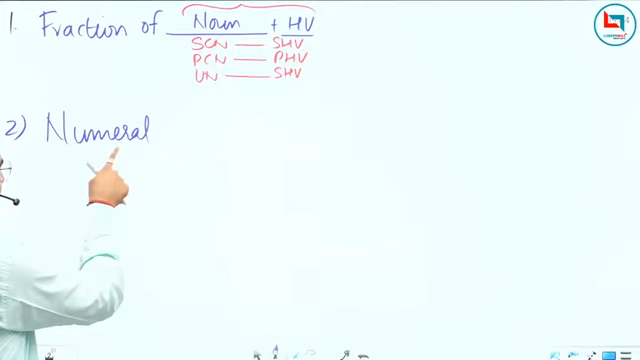 1. Fraction of Noun + HV
SCN — SHV
PCN — PHV
UN — SHV
2) Numeral